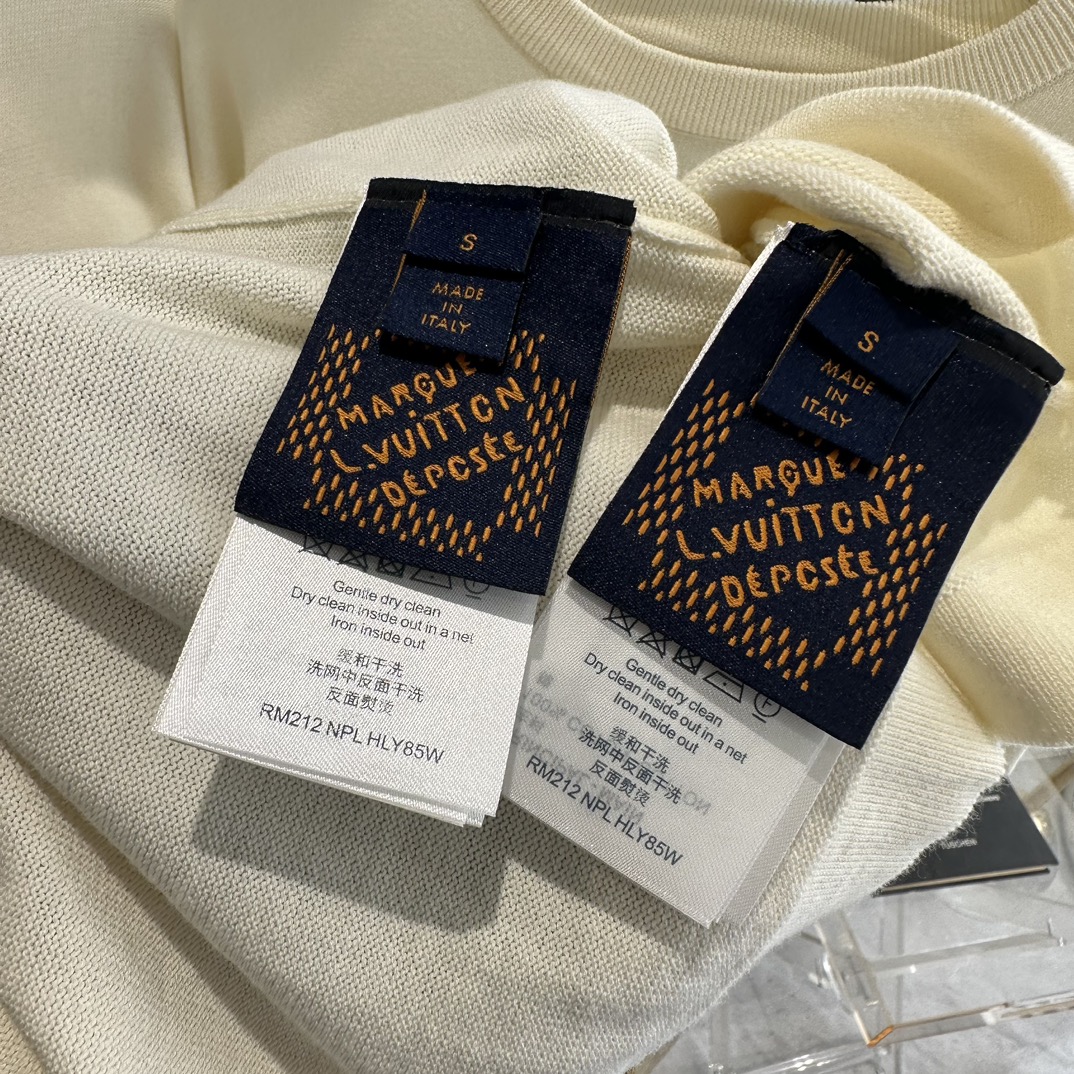 S
MADE
IN
ITALY
MARQUE
L.VUITTON
DÉPOSÉE
Gentle dry clean
Dry clean inside out in a net
Iron inside out
缓和干洗
洗网中反面干洗
反面熨烫
RM212 NPL HLY85W
S
MADE
IN
ITALY
MARQUE
L.VUITTON
DÉPOSÉE
F
Gentle dry clean
Dry clean inside out in a net
Iron inside out
缓和干洗
洗网中反面干洗
反面熨烫
RM212 NPL HLY85W